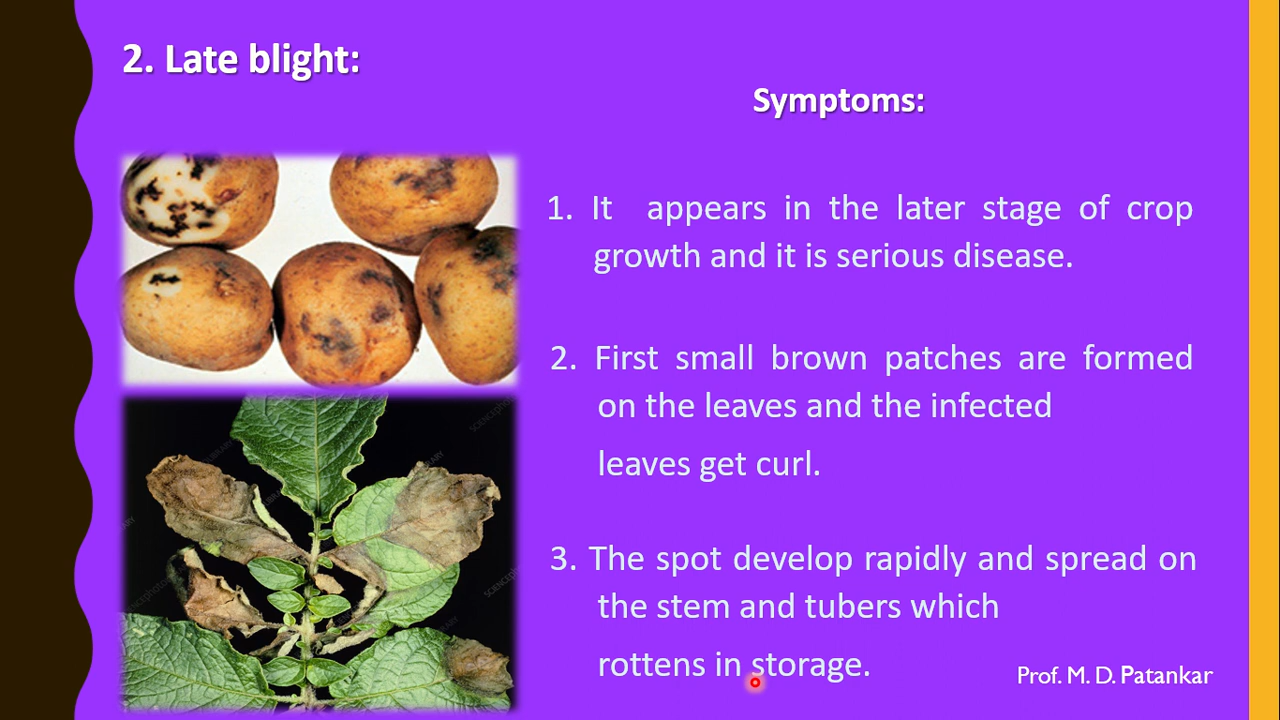 2. Late blight:
Symptoms:
1. It appears in the later stage of crop
growth and it is serious disease.
2. First small brown patches are formed
on the leaves and the infected
leaves get curl.
3. The spot develop rapidly and spread on
the stem and tubers which
rottens in storage.
Prof. M. D. Patankar